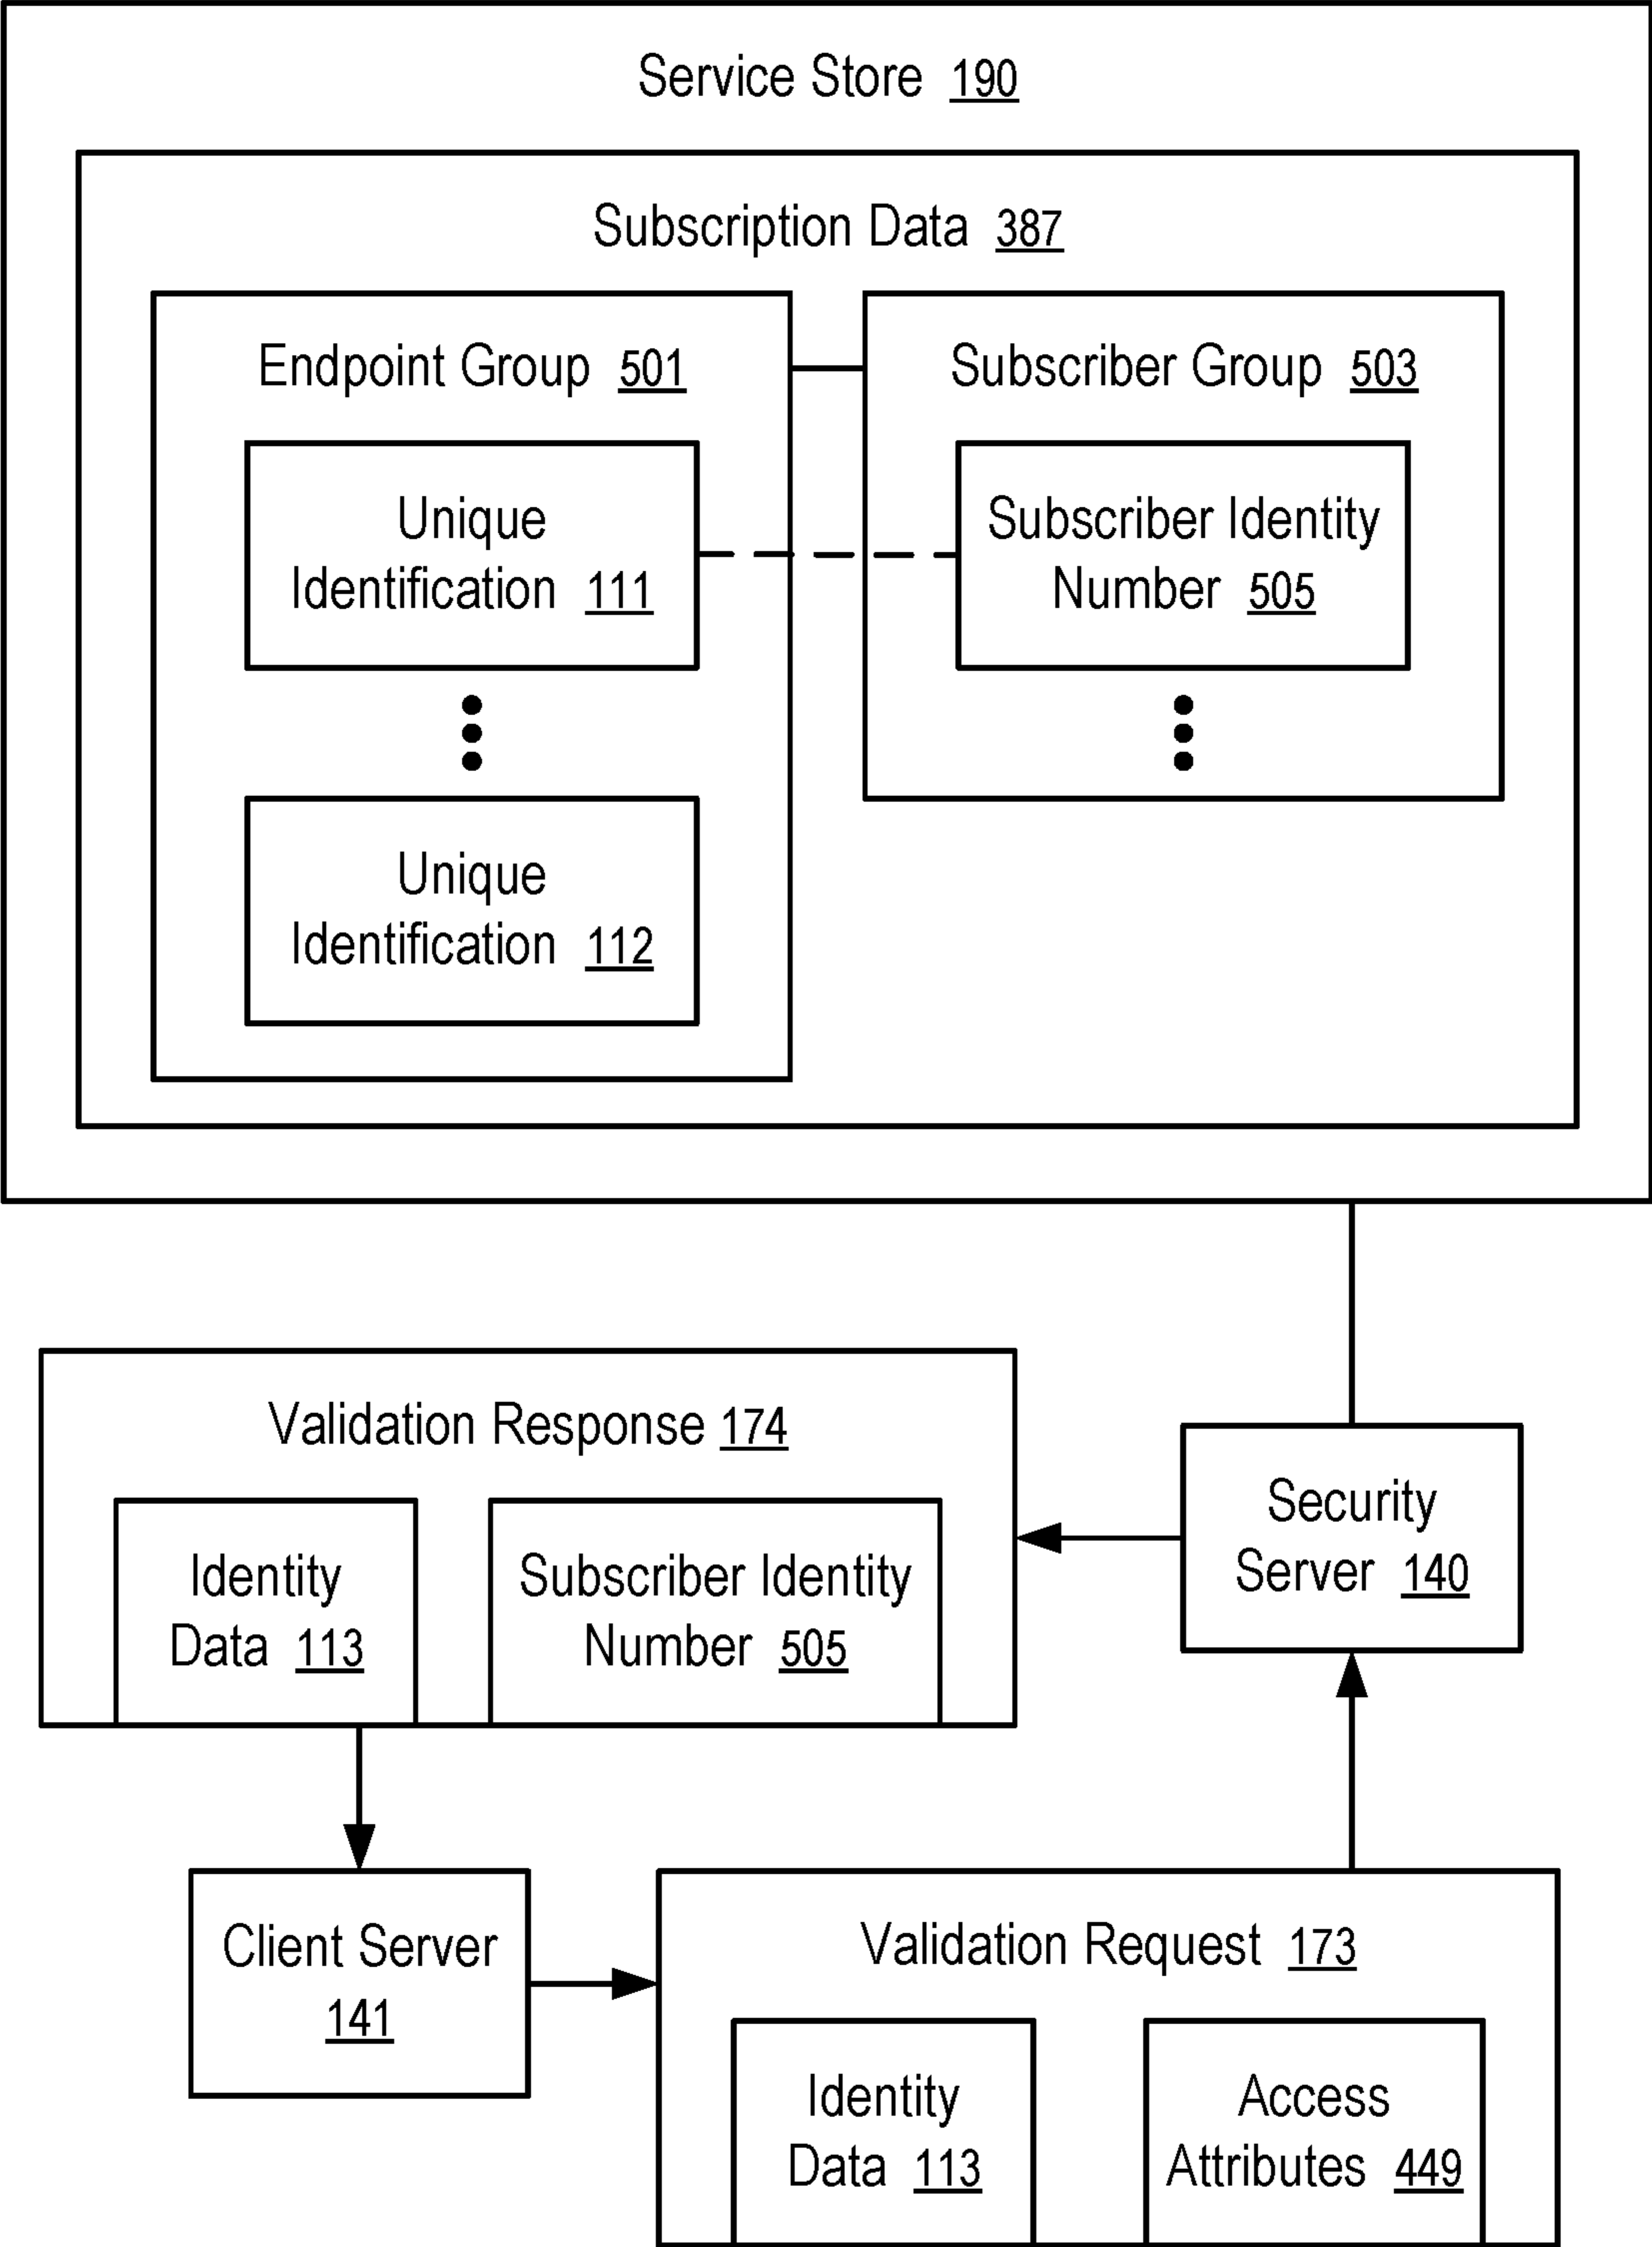 Service Store 190
Subscription Data 387
Endpoint Group 501
Unique
Identification 111
Unique
Identification 112
Subscriber Group 503
Subscriber Identity
Number 505
Validation Response 174
Identity
Data 113
Subscriber Identity
Number 505
Security
Server 140
Client Server
141
Validation Request 173
Identity
Data 113
Access
Attributes 449